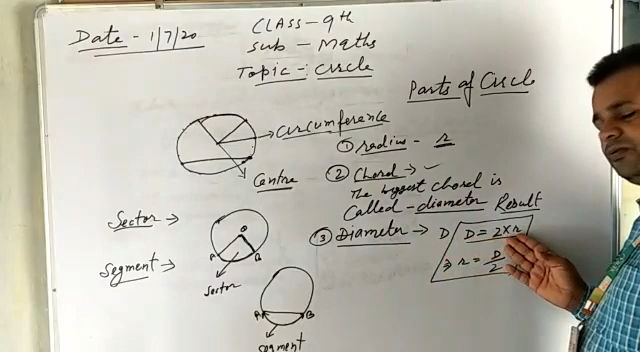 Date - 1/7/20
CLASS - 9th
Sub - Maths
Topic - Circle
Parts of Circle
Circumference
Centre
① radius - r
② Chord →
The biggest chord is
Called - diameter
Result
③ Diameter → D
D = 2 × r
⇒ r = D/2
Sector →
O
A B
Sector
Segment →
A B
segment